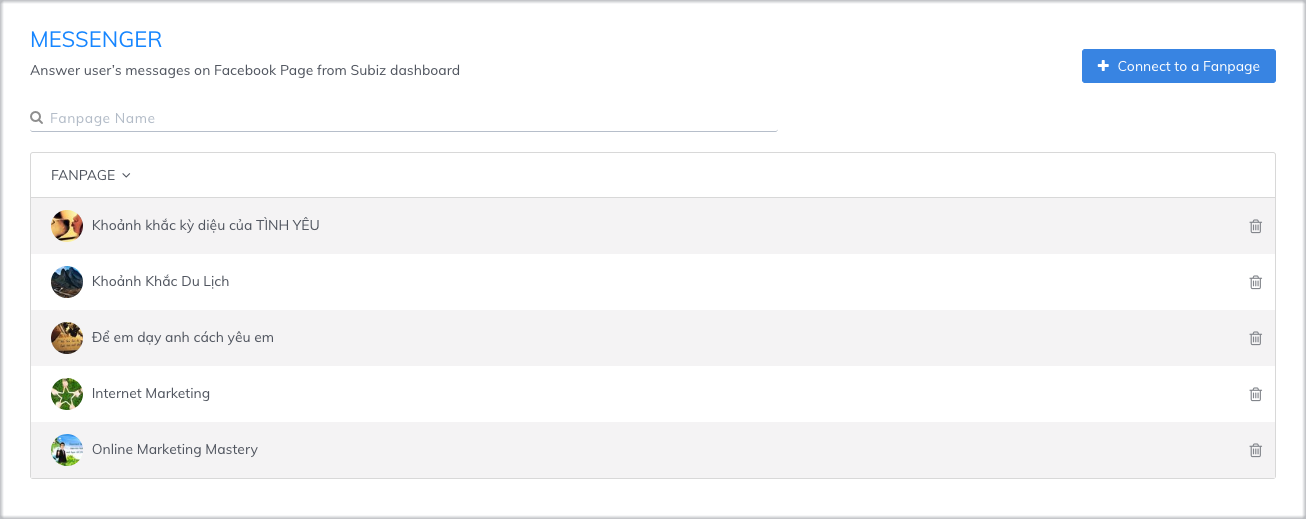 MESSENGER
Answer user's messages on Facebook Page from Subiz dashboard
Connect to a Fanpage
Fanpage Name
FANPAGE
Khoảnh khắc kỳ diệu của TÌNH YÊU
Khoảnh Khắc Du Lịch
Để em dạy anh cách yêu em
Internet Marketing
Online Marketing Mastery